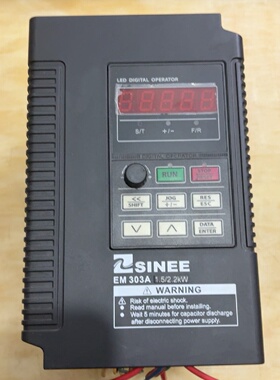 LED DIGITAL OPERATOR
S/T +/- F/R
RUN
<<
SHIFT
JOG
+/-
RES
ESC
DATA
ENTER
SINEE
EM 303A 1.5/2.2kW
WARNING
Risk of electric shock.
Read manual before installing.
Wait 5 minutes for capacitor discharge
after disconnecting power supply.